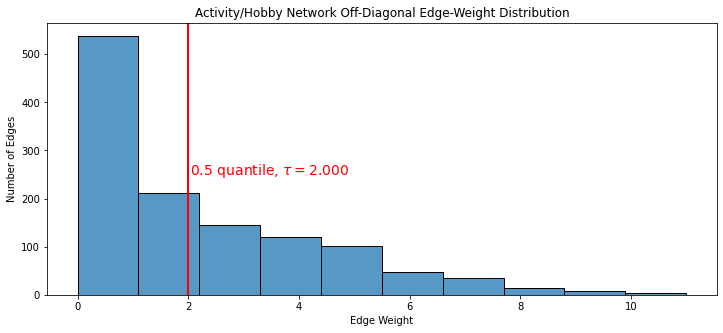 Activity/Hobby Network Off-Diagonal Edge-Weight Distribution
Number of Edges
500
400
300
200
100
0
0.5 quantile, τ = 2.000
0 2 4 6 8 10
Edge Weight